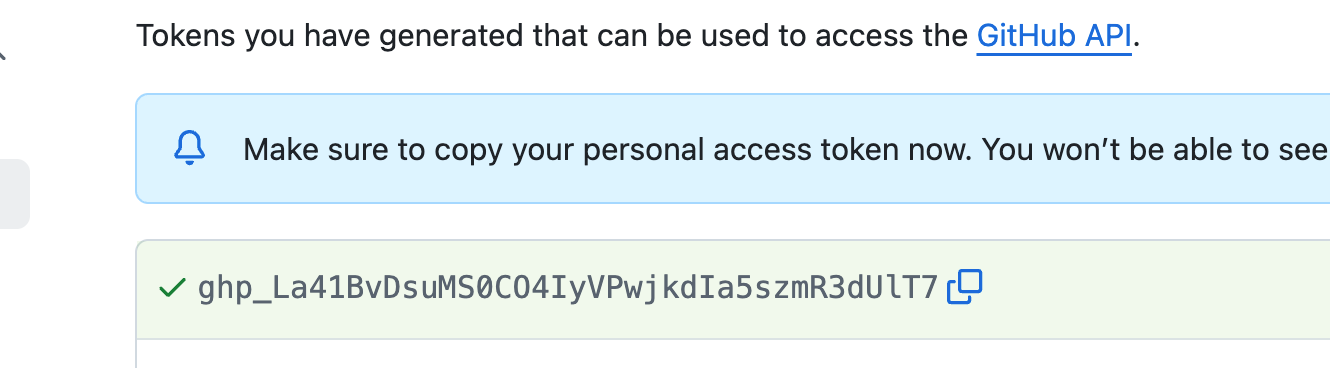 Tokens you have generated that can be used to access the GitHub API.
Make sure to copy your personal access token now. You won’t be able to see
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